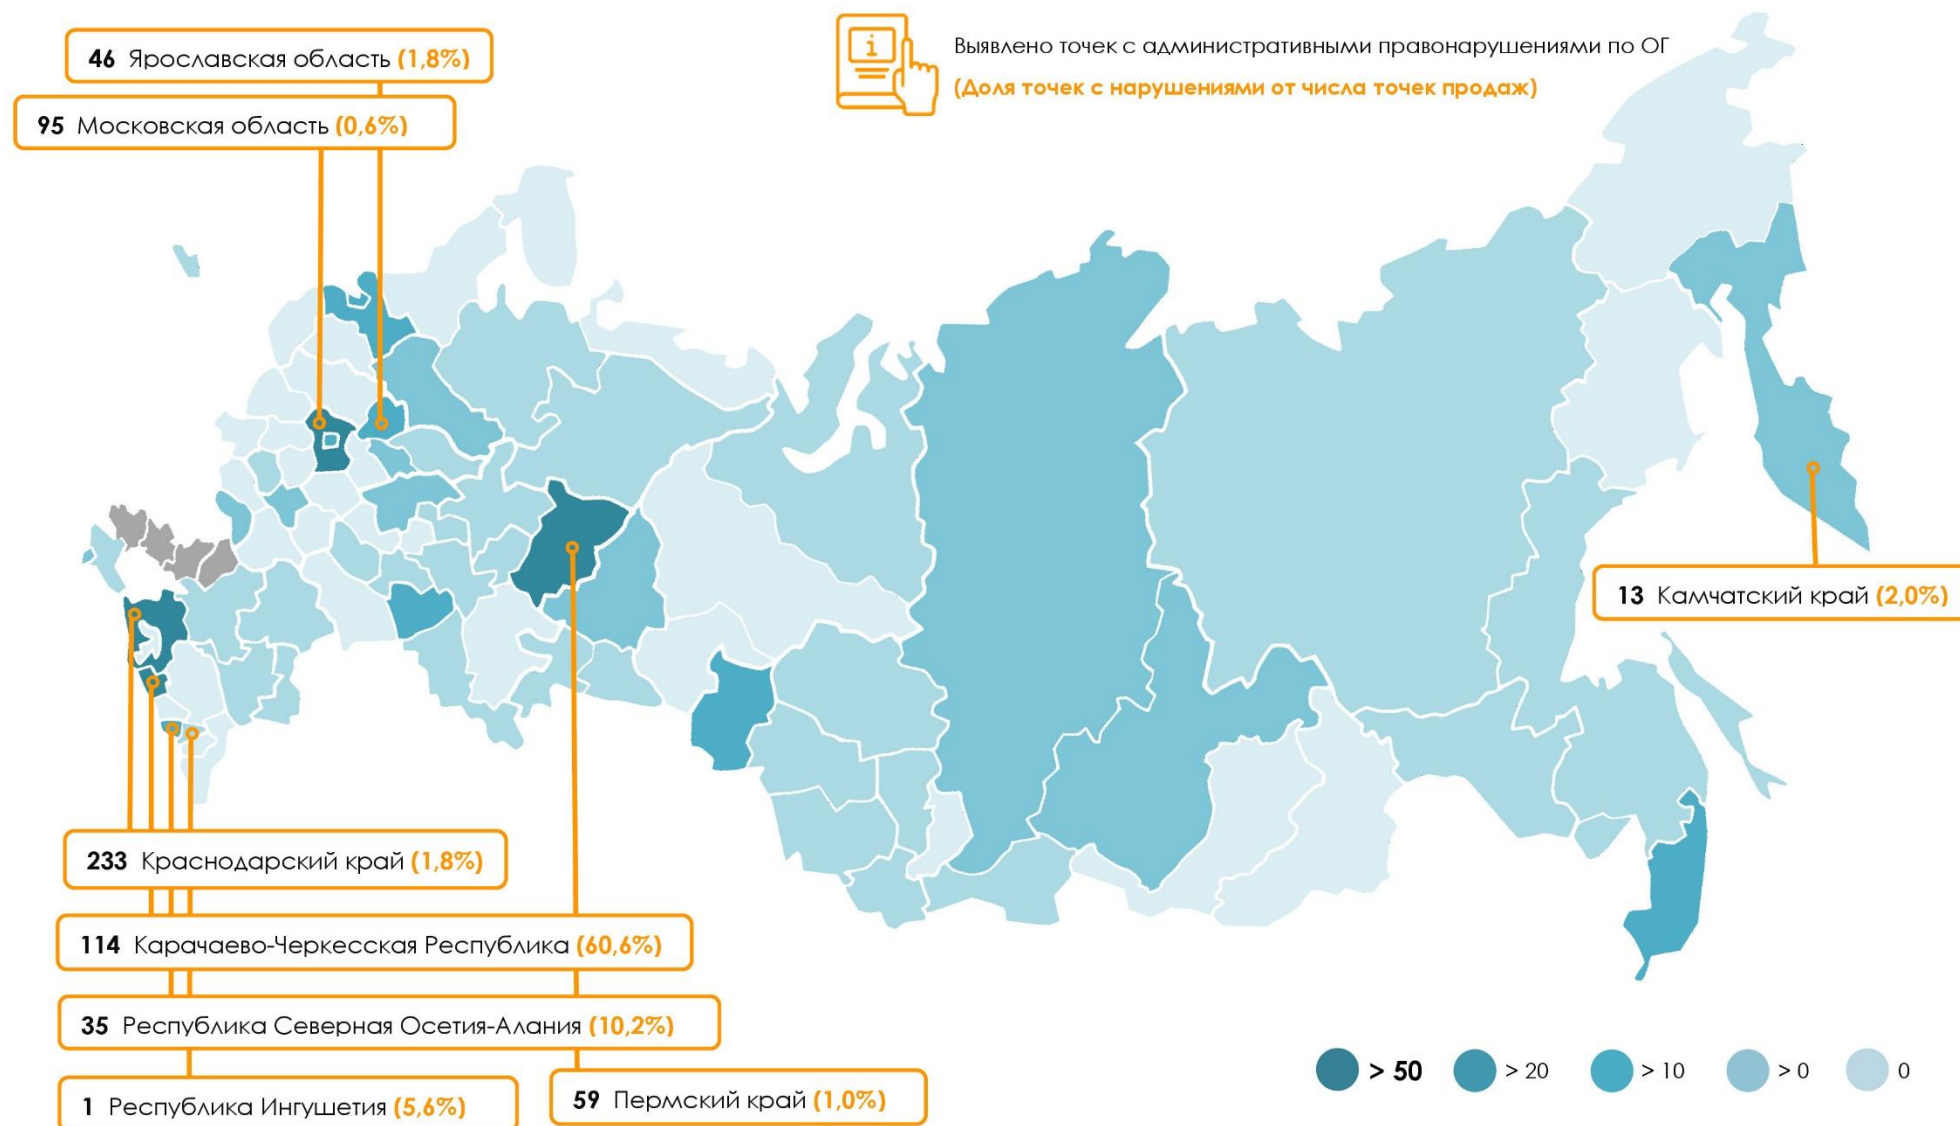 46 Ярославская область (1,8%)
95 Московская область (0,6%)
Выявлено точек с административными правонарушениями по ОГ
(Доля точек с нарушениями от числа точек продаж)
13 Камчатский край (2,0%)
233 Краснодарский край (1,8%)
114 Карачаево-Черкесская Республика (60,6%)
35 Республика Северная Осетия-Алания (10,2%)
1 Республика Ингушетия (5,6%)
59 Пермский край (1,0%)
> 50
> 20
> 10
> 0
0